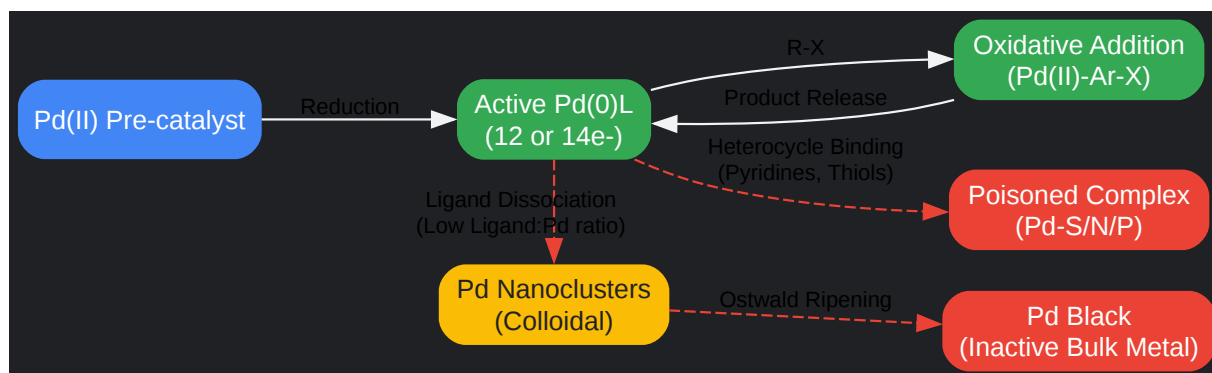 R-X
Oxidative Addition
(Pd(II)-Ar-X)
Pd(II) Pre-catalyst
Reduction
Active Pd(0)L
(12 or 14e-)
Product Release
Heterocycle Binding
(Pyridines, Thiols)
Ligand Dissociation
(Low Ligand:Pd ratio)
Poisoned Complex
(Pd-S/N/P)
Pd Nanoclusters
(Colloidal)
Ostwald Ripening
Pd Black
(Inactive Bulk Metal)